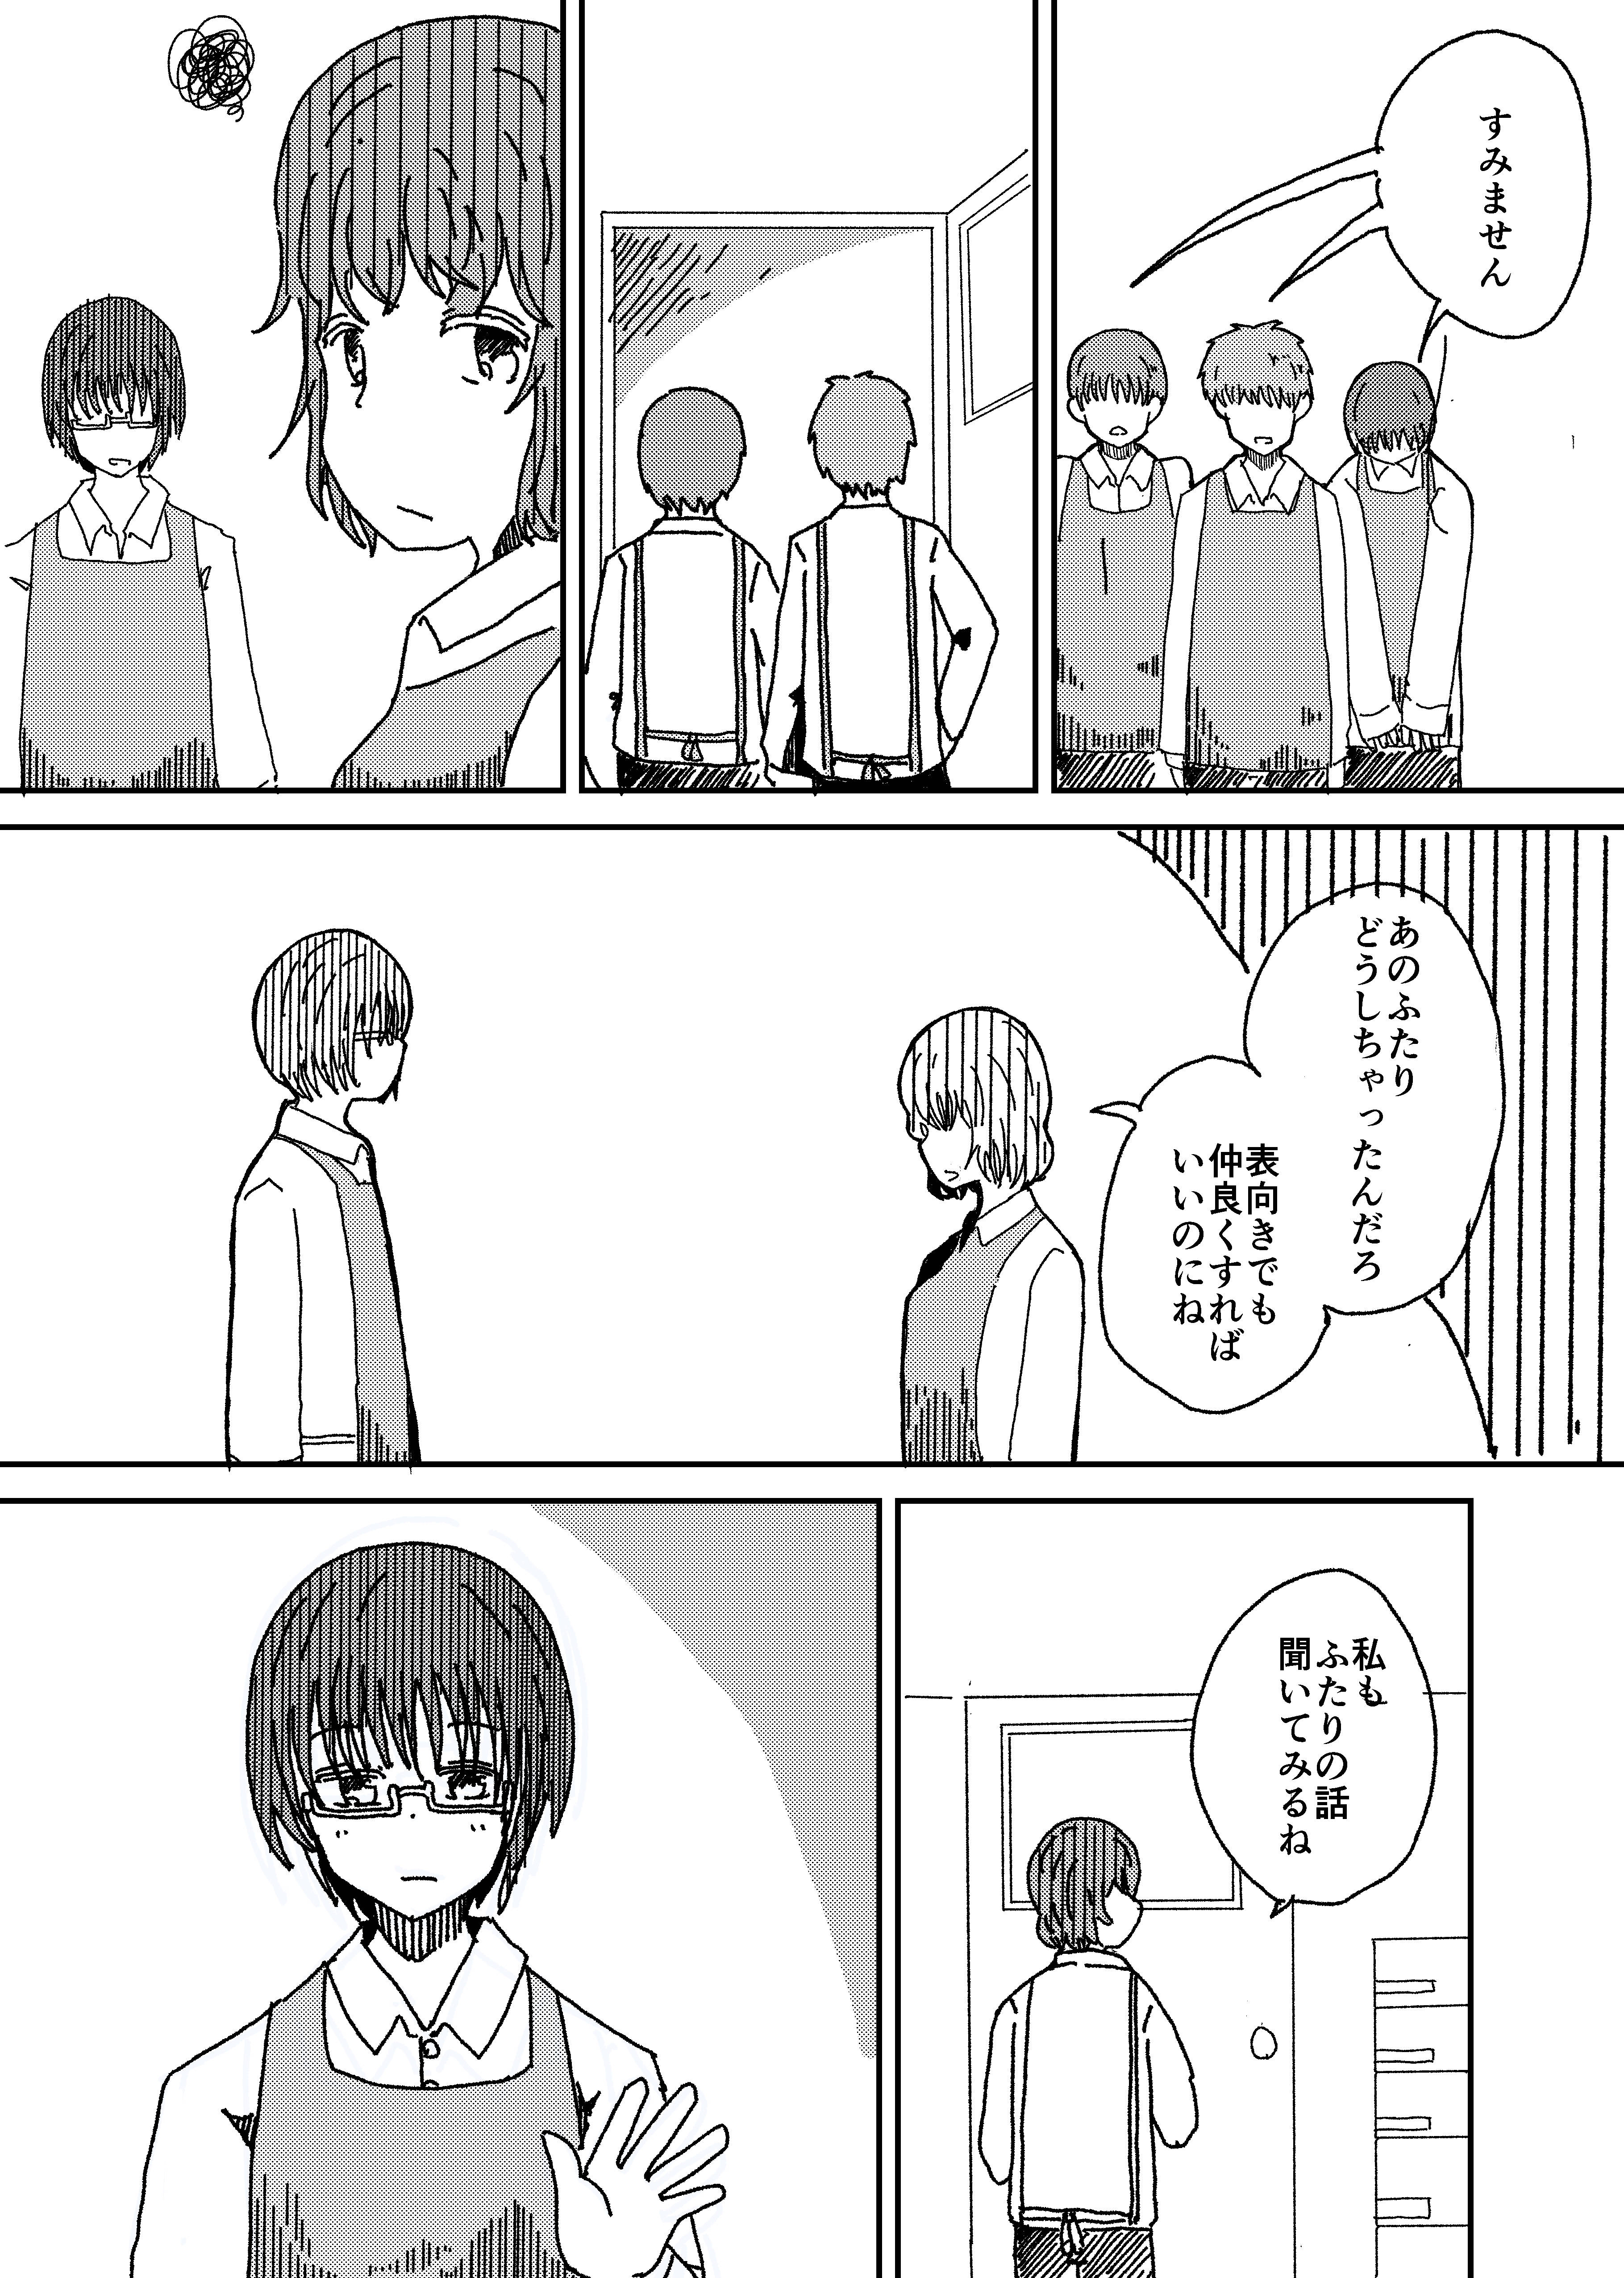 すみません
あのふたり
どうしちゃったんだろ
表向きでも
仲良くすれば
いいのにね
私も
ふたりの話
聞いてみるね